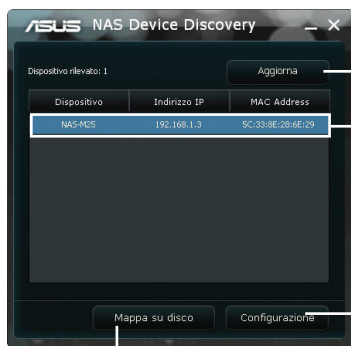 ASUS NAS Device Discovery
Dispositivo rilevato: 1
Aggiorna
Dispositivo Indirizzo IP MAC Address
NAS-M25 192.168.1.3 5C:33:8E:28:6E:29
Mappa su disco Configurazione